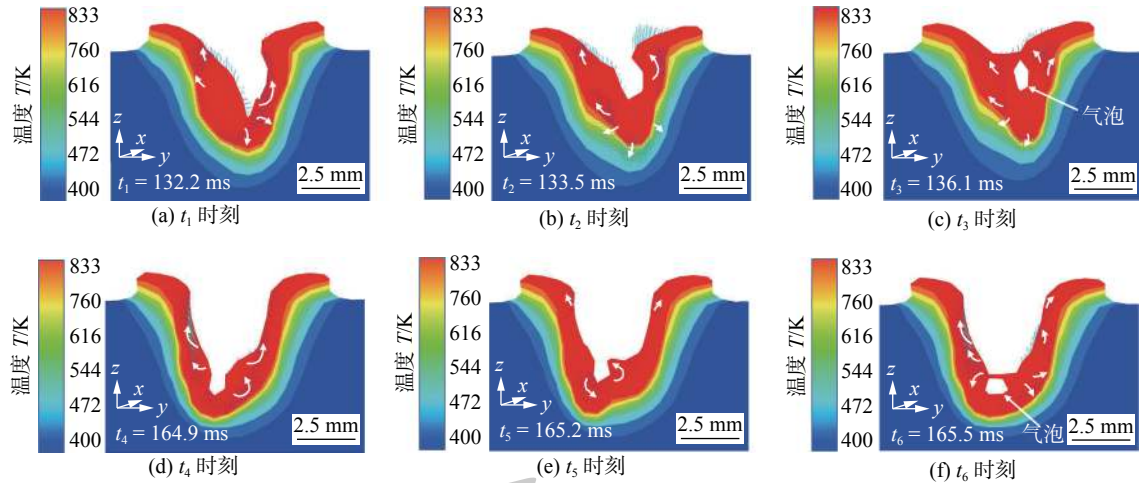 833
760
616
544
472
400
温度 T/K
z
x
y
t₁ = 132.2 ms
2.5 mm
(a) t₁ 时刻
833
760
616
544
472
400
温度 T/K
z
x
y
t₂ = 133.5 ms
2.5 mm
(b) t₂ 时刻
833
760
616
544
472
400
温度 T/K
气泡
z
x
y
t₃ = 136.1 ms
2.5 mm
(c) t₃ 时刻
833
760
616
544
472
400
温度 T/K
z
x
y
t₄ = 164.9 ms
2.5 mm
(d) t₄ 时刻
833
760
616
544
472
400
温度 T/K
z
x
y
t₅ = 165.2 ms
2.5 mm
(e) t₅ 时刻
833
760
616
544
472
400
温度 T/K
z
x
y
t₆ = 165.5 ms
气泡
2.5 mm
(f) t₆ 时刻